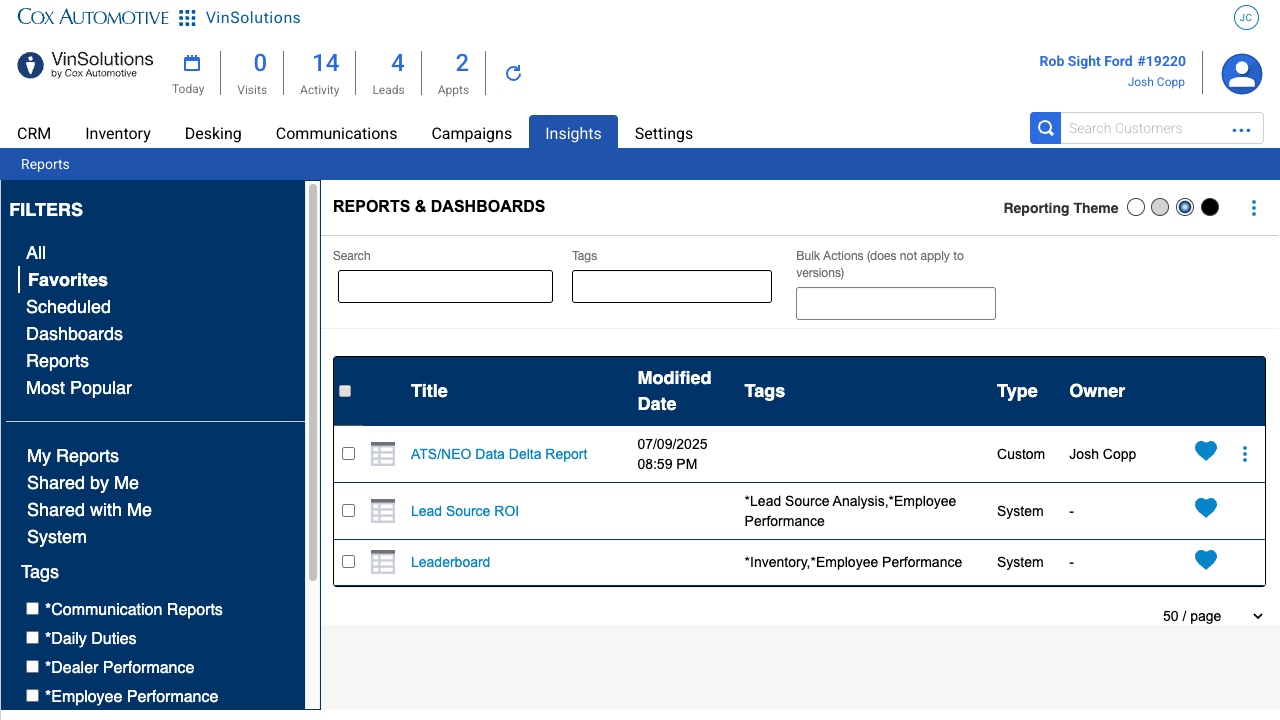 COX AUTOMOTIVE VinSolutions
JC
VinSolutions
by Cox Automotive
Today
0
Visits
14
Activity
4
Leads
2
Appts
Rob Sight Ford #19220
Josh Copp
CRM Inventory Desking Communications Campaigns Insights Settings
Search Customers
Reports
FILTERS
All
Favorites
Scheduled
Dashboards
Reports
Most Popular
My Reports
Shared by Me
Shared with Me
System
Tags
*Communication Reports
*Daily Duties
*Dealer Performance
*Employee Performance
REPORTS & DASHBOARDS
Reporting Theme
Search
Tags
Bulk Actions (does not apply to
versions)
Title
Modified
Date
Tags
Type
Owner
ATS/NEO Data Delta Report
07/09/2025
08:59 PM
Custom
Josh Copp
Lead Source ROI
*Lead Source Analysis,*Employee
Performance
System
-
Leaderboard
*Inventory,*Employee Performance
System
-
50 / page